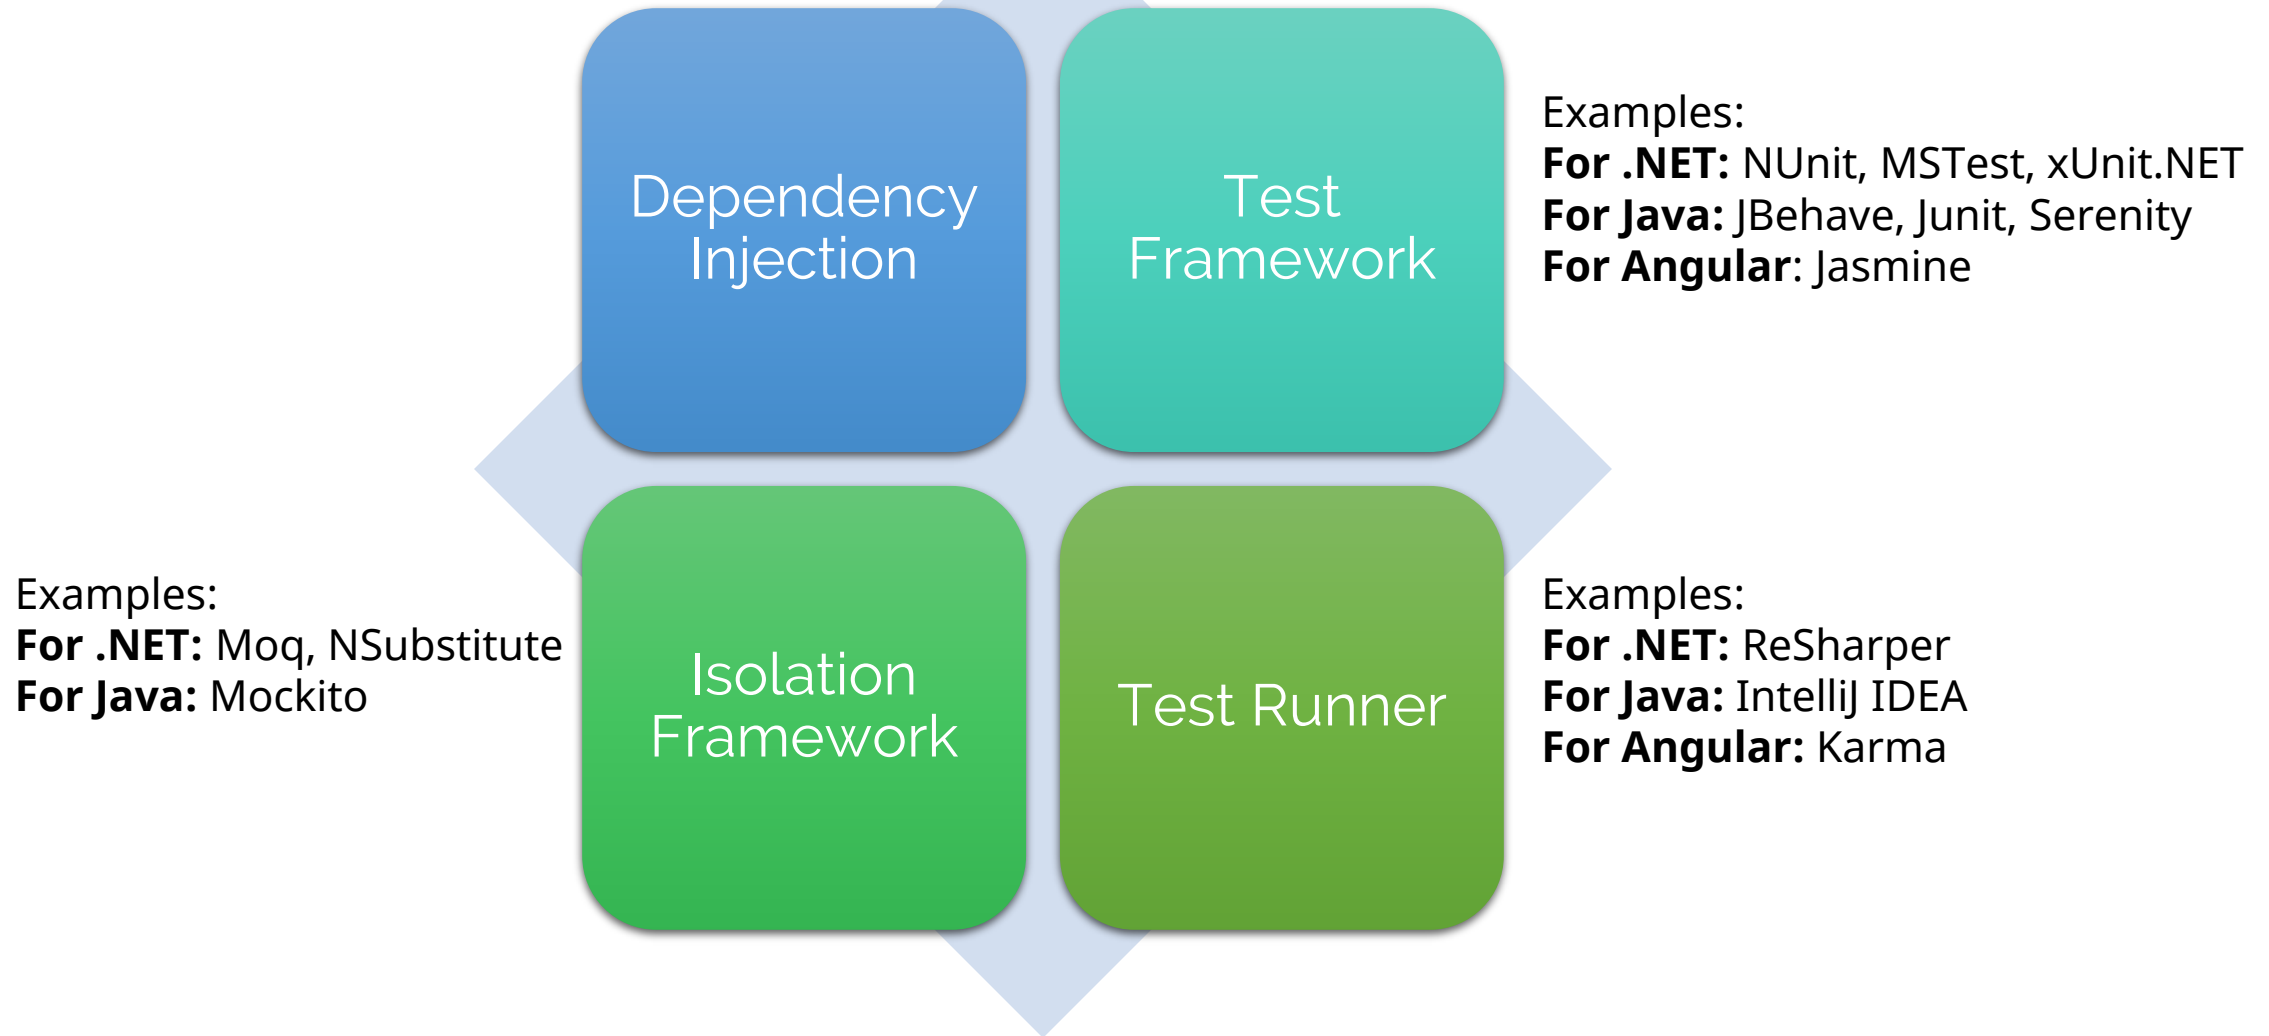 Dependency
Injection
Test
Framework
Examples:
For .NET: NUnit, MSTest, xUnit.NET
For Java: JBehave, Junit, Serenity
For Angular: Jasmine
Examples:
For .NET: Moq, NSubstitute
For Java: Mockito
Isolation
Framework
Test Runner
Examples:
For .NET: ReSharper
For Java: IntelliJ IDEA
For Angular: Karma